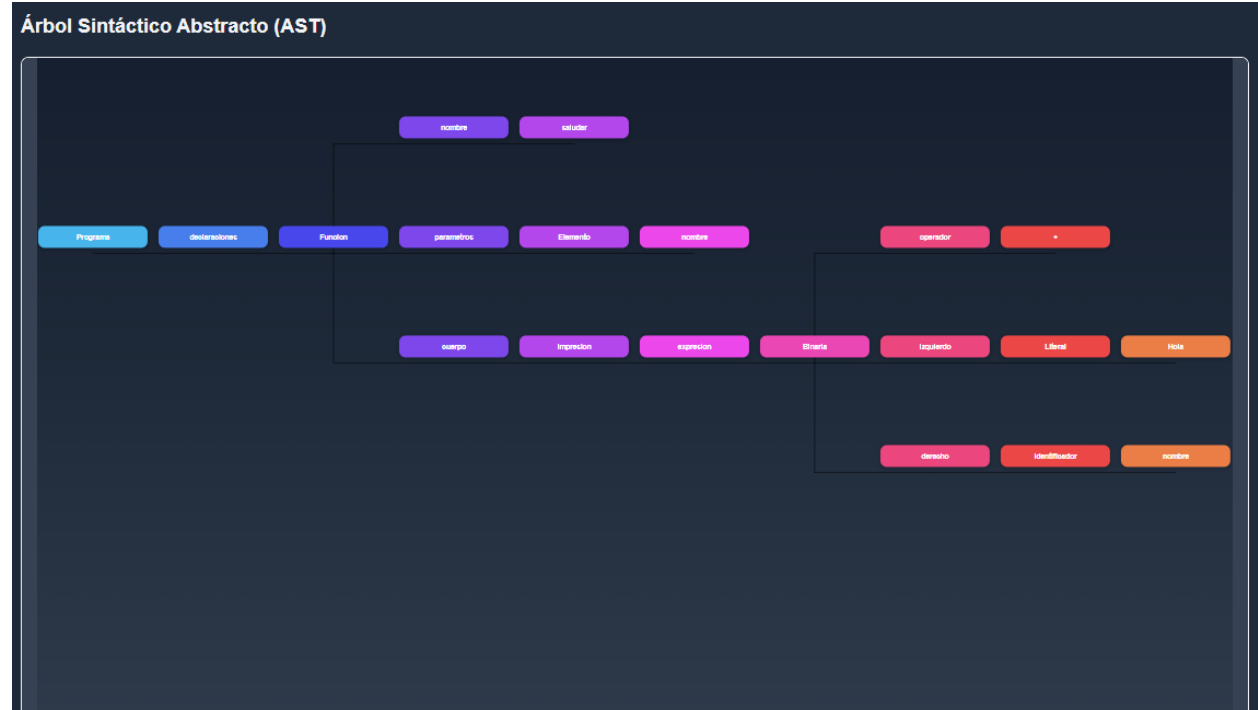 Árbol Sintáctico Abstracto (AST)
nombre saludar
Programa declaraciones Funcion parametros Elemento nombre operador +
cuerpo Impresion expresion Binaria izquierdo Literal Hola
derecho Identificador nombre